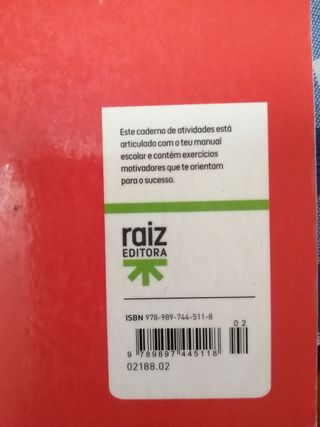 Este caderno de atividades está
articulado com o teu manual
escolar e contém exercícios
motivadores que te orientam
para o sucesso.
raiz
EDITORA
ISBN 978-989-744-511-8
02
9 789897 445118
02188.02